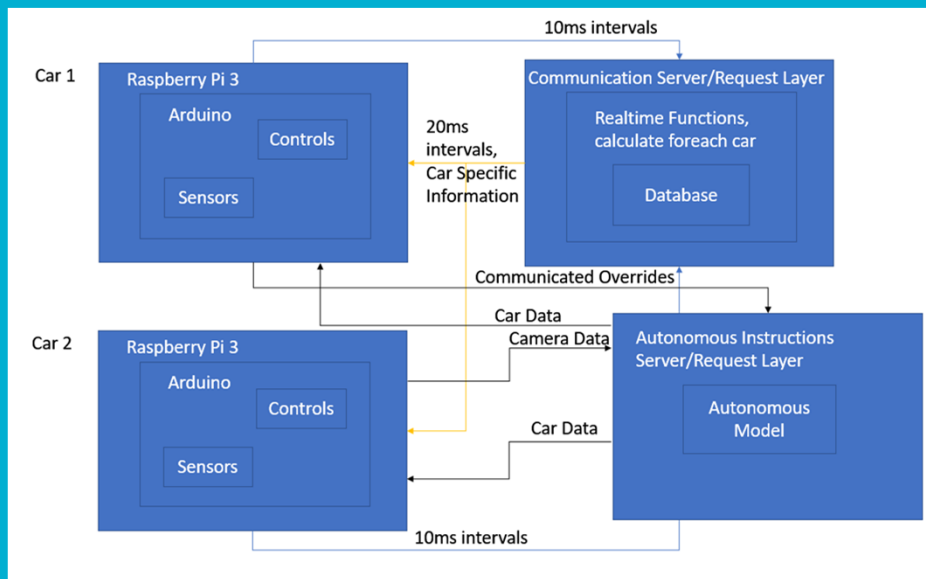 10ms intervals
Car 1
Raspberry Pi 3
Arduino
Controls
Sensors
20ms
intervals,
Car Specific
Information
Communication Server/Request Layer
Realtime Functions,
calculate foreach car
Database
Communicated Overrides
Car Data
Camera Data
Car 2
Raspberry Pi 3
Arduino
Controls
Sensors
Car Data
Autonomous Instructions
Server/Request Layer
Autonomous
Model
10ms intervals